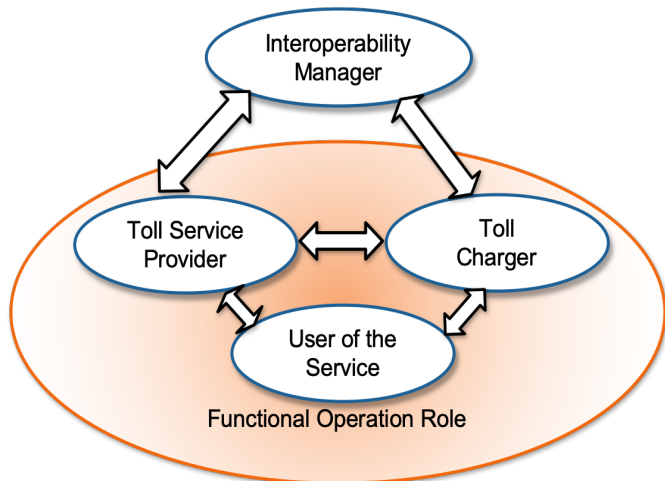 Interoperability
Manager
Toll Service
Provider
Toll
Charger
User of the
Service
Functional Operation Role